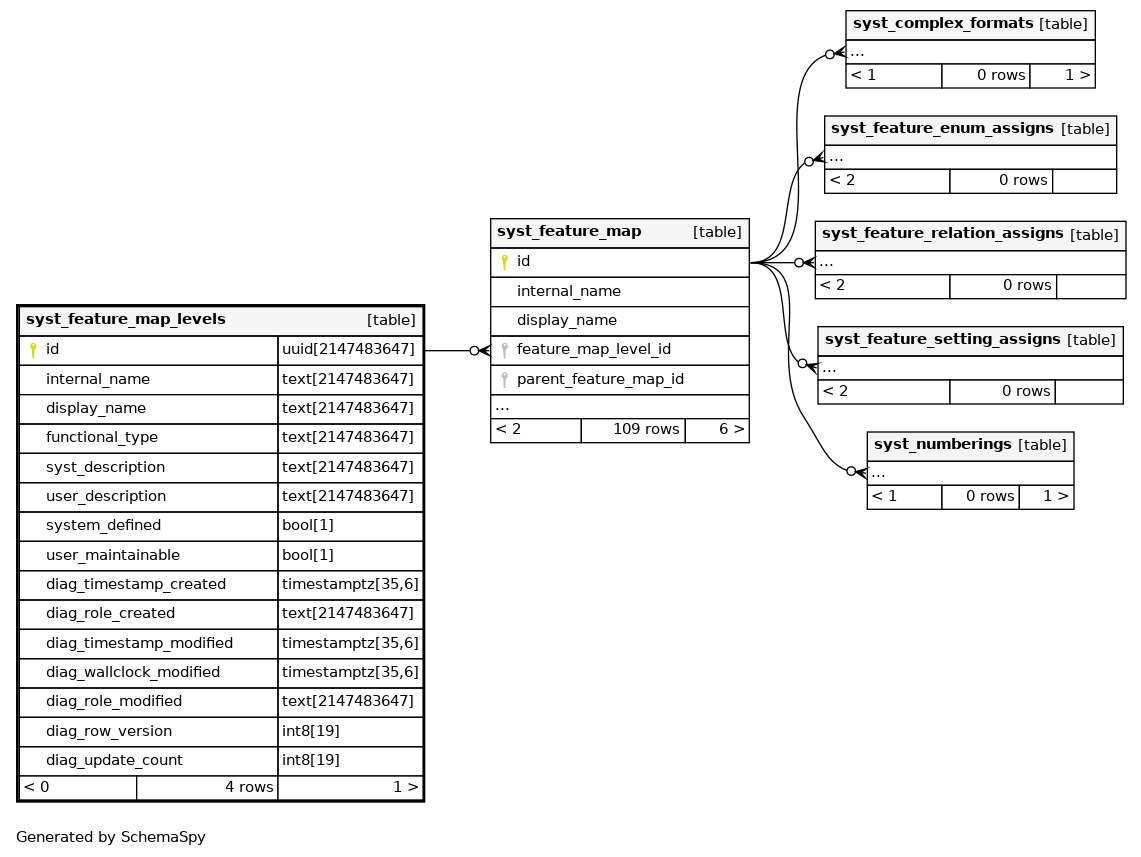 syst_complex_formats [table]
...
< 1 0 rows 1 >
syst_feature_enum_assigns [table]
...
< 2 0 rows
syst_feature_map [table]
id
internal_name
display_name
feature_map_level_id
parent_feature_map_id
...
< 2 109 rows 6 >
syst_feature_relation_assigns [table]
...
< 2 0 rows
syst_feature_setting_assigns [table]
...
< 2 0 rows
syst_numberings [table]
...
< 1 0 rows 1 >
syst_feature_map_levels [table]
id uuid[2147483647]
internal_name text[2147483647]
display_name text[2147483647]
functional_type text[2147483647]
syst_description text[2147483647]
user_description text[2147483647]
system_defined bool[1]
user_maintainable bool[1]
diag_timestamp_created timestamptz[35,6]
diag_role_created text[2147483647]
diag_timestamp_modified timestamptz[35,6]
diag_wallclock_modified timestamptz[35,6]
diag_role_modified text[2147483647]
diag_row_version int8[19]
diag_update_count int8[19]
< 0 4 rows 1 >
Generated by SchemaSpy